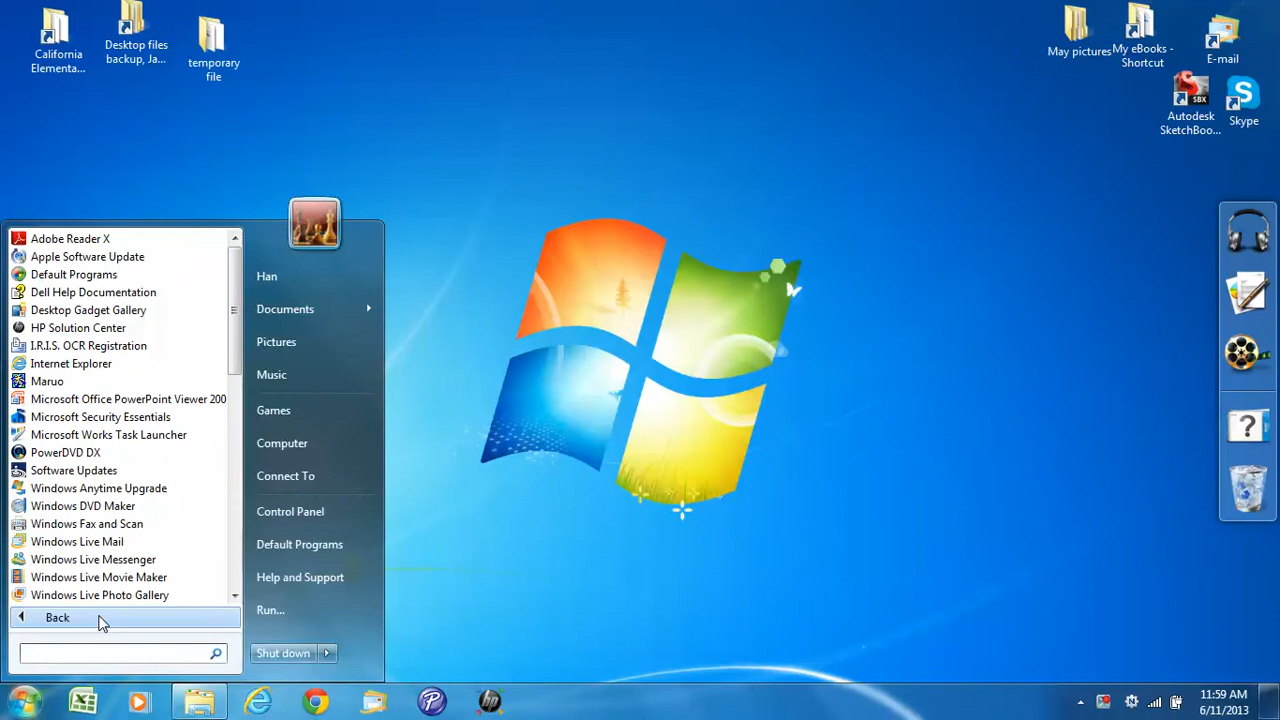 California
Elementa...
Desktop files
backup, Ja...
temporary
file
May pictures
My eBooks -
Shortcut
E-mail
Autodesk
SketchBoo...
SBX
Skype
Adobe Reader X
Apple Software Update
Default Programs
Dell Help Documentation
Desktop Gadget Gallery
HP Solution Center
I.R.I.S. OCR Registration
Internet Explorer
Maruo
Microsoft Office PowerPoint Viewer 200
Microsoft Security Essentials
Microsoft Works Task Launcher
PowerDVD DX
Software Updates
Windows Anytime Upgrade
Windows DVD Maker
Windows Fax and Scan
Windows Live Mail
Windows Live Messenger
Windows Live Movie Maker
Windows Live Photo Gallery
Back
Han
Documents
Pictures
Music
Games
Computer
Connect To
Control Panel
Default Programs
Help and Support
Run...
Shut down
11:59 AM
6/11/2013